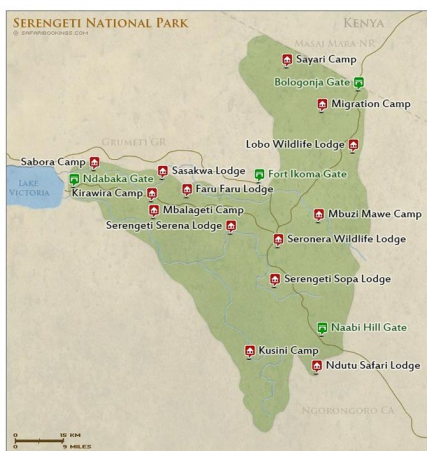 SERENGETI NATIONAL PARK
© SAFARIBOOKINGS.COM
KENYA
MASAI MARA NR
Sayari Camp
Bologonja Gate
Migration Camp
Lobo Wildlife Lodge
GRUMETI GR
Sabora Camp
Sasakwa Lodge
Fort Ikoma Gate
Ndabaka Gate
LAKE
VICTORIA
Kirawira Camp
Faru Faru Lodge
Mbalageti Camp
Mbuzi Mawe Camp
Serengeti Serena Lodge
Seronera Wildlife Lodge
Serengeti Sopa Lodge
Naabi Hill Gate
Kusini Camp
Ndutu Safari Lodge
NGORONGORO CA
0 15 KM
0 9 MILES